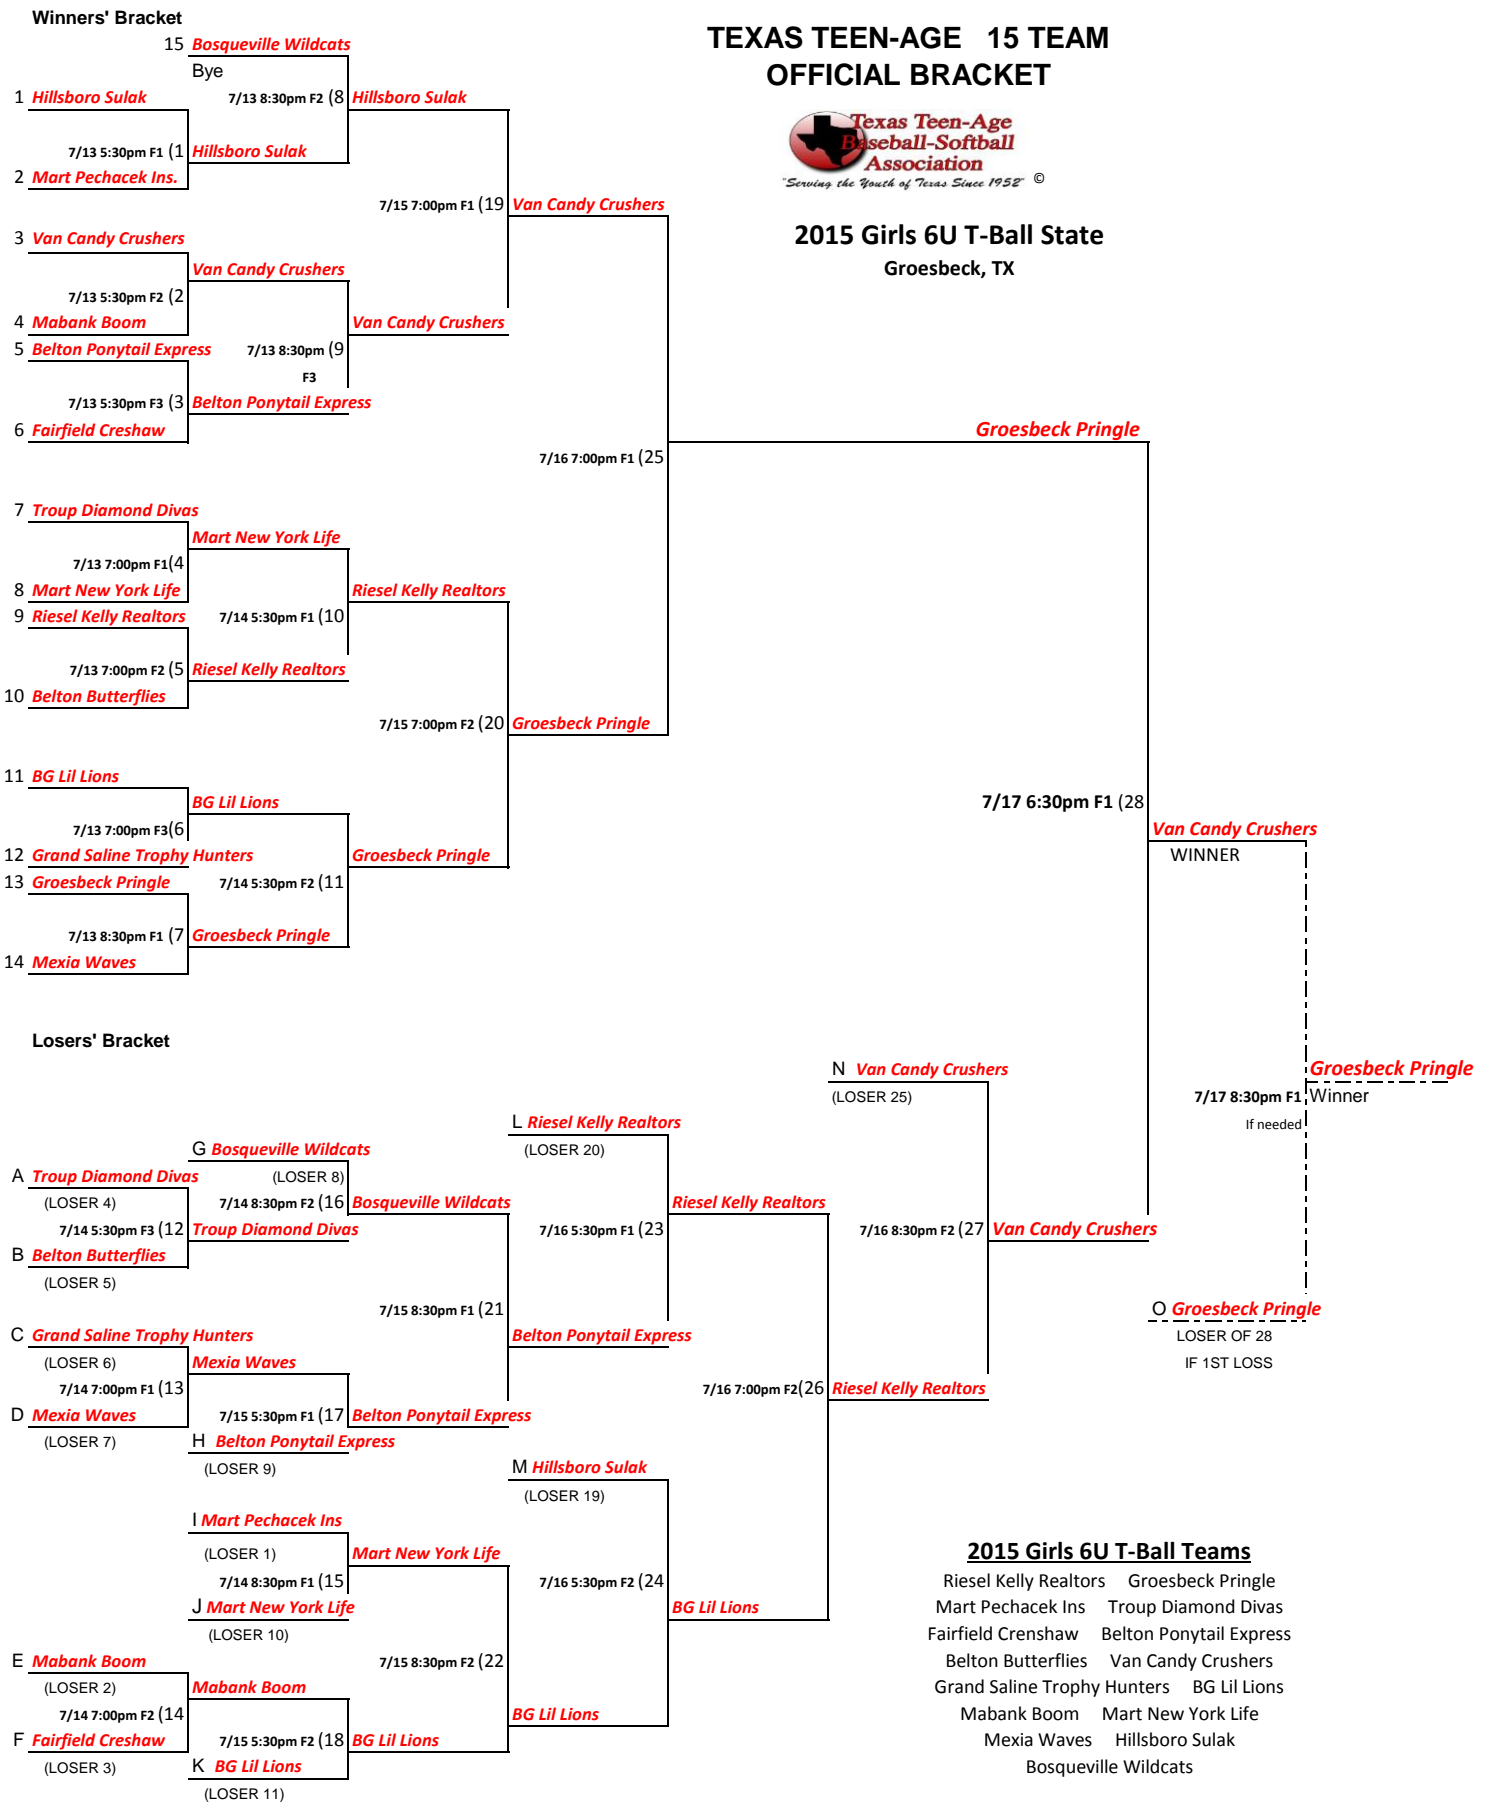 Winners' Bracket
TEXAS TEEN-AGE 15 TEAM
OFFICIAL BRACKET
Texas Teen-Age
Baseball-Softball
Association
"Serving the Youth of Texas Since 1952" ©
2015 Girls 6U T-Ball State
Groesbeck, TX
15 Bosqueville Wildcats
Bye
1 Hillsboro Sulak
7/13 8:30pm F2 (8 Hillsboro Sulak
7/13 5:30pm F1 (1 Hillsboro Sulak
2 Mart Pechacek Ins.
7/15 7:00pm F1 (19 Van Candy Crushers
3 Van Candy Crushers
Van Candy Crushers
7/13 5:30pm F2 (2
4 Mabank Boom
Van Candy Crushers
5 Belton Ponytail Express
7/13 8:30pm (9
F3
7/13 5:30pm F3 (3 Belton Ponytail Express
6 Fairfield Creshaw
Groesbeck Pringle
7/16 7:00pm F1 (25
7 Troup Diamond Divas
Mart New York Life
7/13 7:00pm F1(4
8 Mart New York Life
Riesel Kelly Realtors
9 Riesel Kelly Realtors
7/14 5:30pm F1 (10
7/13 7:00pm F2 (5 Riesel Kelly Realtors
10 Belton Butterflies
7/15 7:00pm F2 (20 Groesbeck Pringle
11 BG Lil Lions
BG Lil Lions
7/17 6:30pm F1 (28
7/13 7:00pm F3(6
Van Candy Crushers
WINNER
12 Grand Saline Trophy Hunters
Groesbeck Pringle
13 Groesbeck Pringle
7/14 5:30pm F2 (11
7/13 8:30pm F1 (7 Groesbeck Pringle
14 Mexia Waves
Losers' Bracket
N Van Candy Crushers
(LOSER 25)
Groesbeck Pringle
7/17 8:30pm F1 Winner
If needed
L Riesel Kelly Realtors
(LOSER 20)
G Bosqueville Wildcats
(LOSER 8)
A Troup Diamond Divas
(LOSER 4)
7/14 8:30pm F2 (16 Bosqueville Wildcats
Riesel Kelly Realtors
7/14 5:30pm F3 (12 Troup Diamond Divas
7/16 5:30pm F1 (23
7/16 8:30pm F2 (27 Van Candy Crushers
B Belton Butterflies
(LOSER 5)
7/15 8:30pm F1 (21
O Groesbeck Pringle
LOSER OF 28
IF 1ST LOSS
C Grand Saline Trophy Hunters
(LOSER 6)
Belton Ponytail Express
Mexia Waves
7/14 7:00pm F1 (13
7/16 7:00pm F2(26 Riesel Kelly Realtors
D Mexia Waves
(LOSER 7)
7/15 5:30pm F1 (17 Belton Ponytail Express
H Belton Ponytail Express
(LOSER 9)
M Hillsboro Sulak
(LOSER 19)
I Mart Pechacek Ins
(LOSER 1)
Mart New York Life
7/14 8:30pm F1 (15
7/16 5:30pm F2 (24
J Mart New York Life
(LOSER 10)
BG Lil Lions
E Mabank Boom
(LOSER 2)
7/15 8:30pm F2 (22
Mabank Boom
7/14 7:00pm F2 (14
BG Lil Lions
F Fairfield Creshaw
(LOSER 3)
7/15 5:30pm F2 (18 BG Lil Lions
K BG Lil Lions
(LOSER 11)
2015 Girls 6U T-Ball Teams
Riesel Kelly Realtors Groesbeck Pringle
Mart Pechacek Ins Troup Diamond Divas
Fairfield Crenshaw Belton Ponytail Express
Belton Butterflies Van Candy Crushers
Grand Saline Trophy Hunters BG Lil Lions
Mabank Boom Mart New York Life
Mexia Waves Hillsboro Sulak
Bosqueville Wildcats